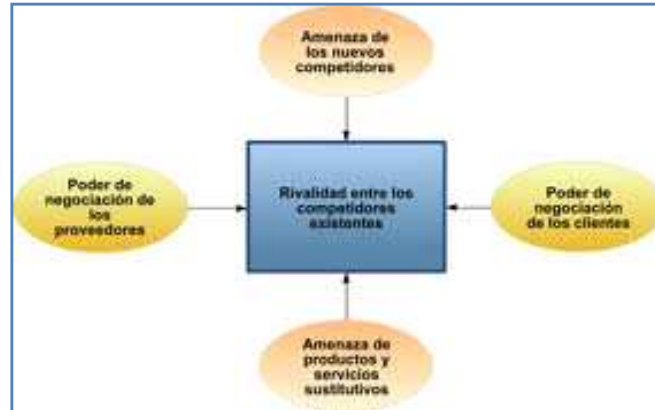 Amenaza de
los nuevos
competidores
Poder de
negociación de
los
proveedores
Rivalidad entre los
competidores
existentes
Poder de
negociación
de los clientes
Amenaza de
productos y
servicios
sustitutivos